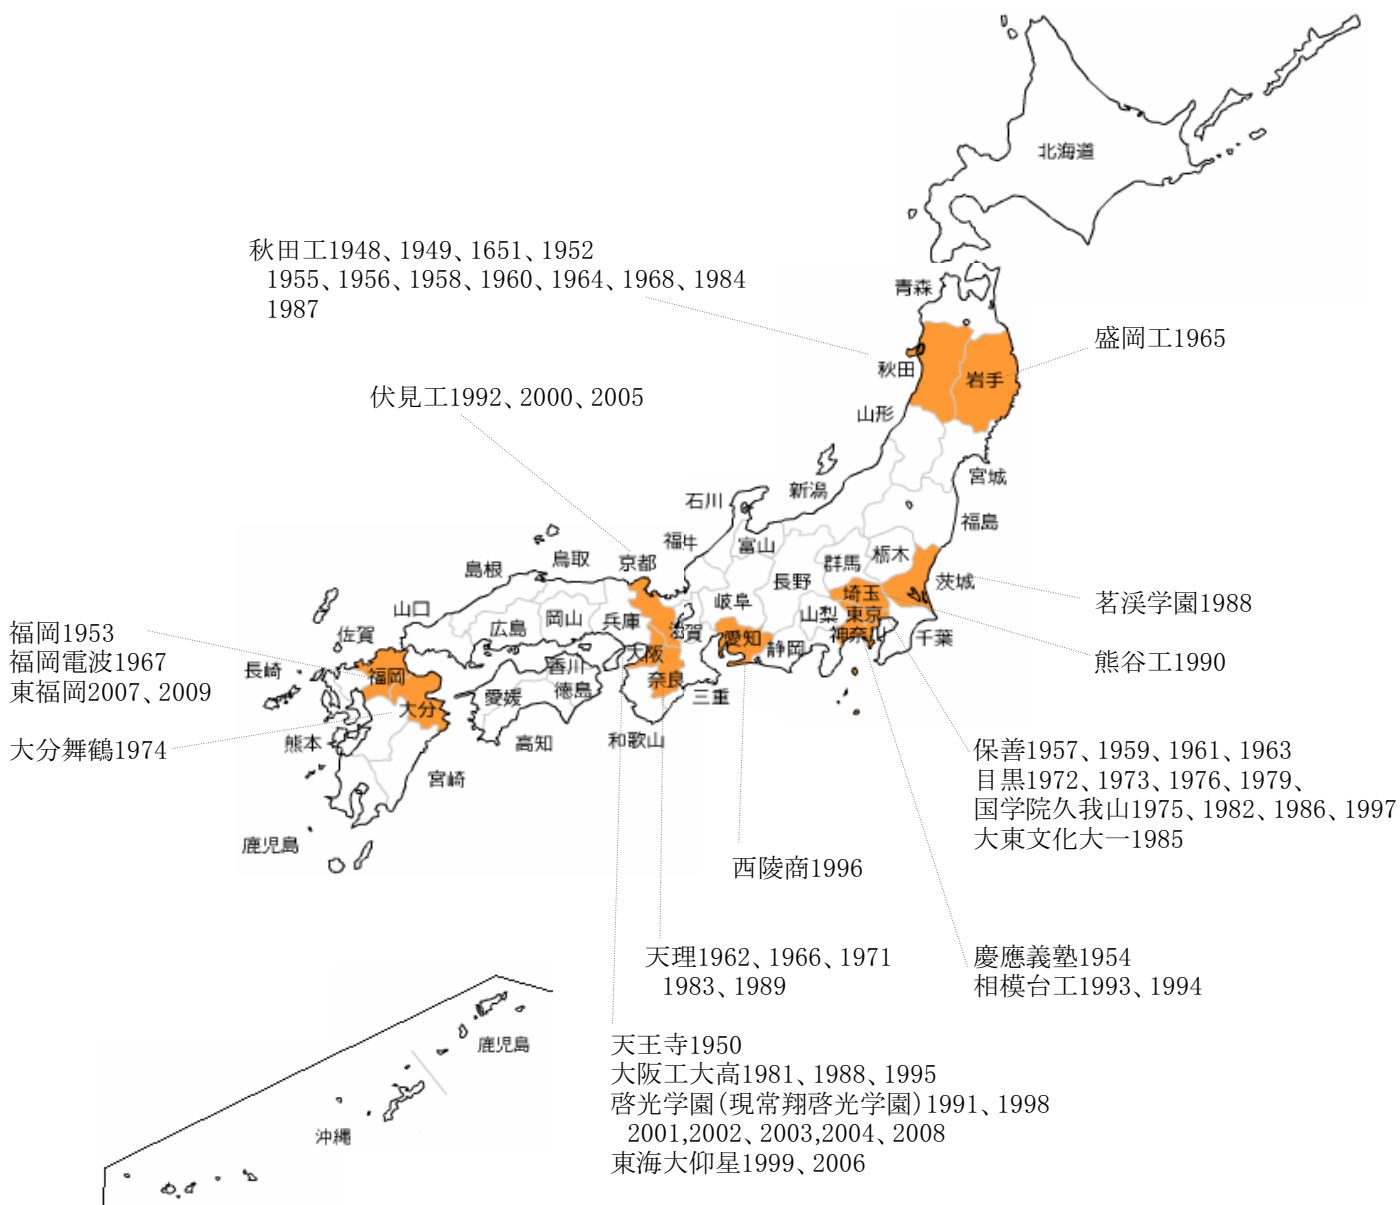 北海道
秋田工1948、1949、1651、1952
1955、1956、1958、1960、1964、1968、1984
1987
青森
盛岡工1965
秋田
岩手
伏見工1992、2000、2005
山形
宮城
新潟
石川
福島
福井
富山
栃木
群馬
京都
鳥取
島根
長野
茨城
埼玉
岐阜
茗渓学園1988
山口
岡山
兵庫
山梨
東京
広島
滋賀
愛知
神奈川
千葉
福岡1953
福岡電波1967
東福岡2007、2009
佐賀
静岡
大阪
熊谷工1990
長崎
福岡
香川
奈良
徳島
愛媛
三重
大分
大分舞鶴1974
熊本
高知
和歌山
宮崎
保善1957、1959、1961、1963
目黒1972、1973、1976、1979、
国学院久我山1975、1982、1986、1997
大東文化大一1985
鹿児島
西陵商1996
天理1962、1966、1971
1983、1989
慶應義塾1954
相模台工1993、1994
天王寺1950
大阪工大高1981、1988、1995
啓光学園(現常翔啓光学園)1991、1998
2001,2002、2003,2004、2008
東海大仰星1999、2006
鹿児島
沖縄